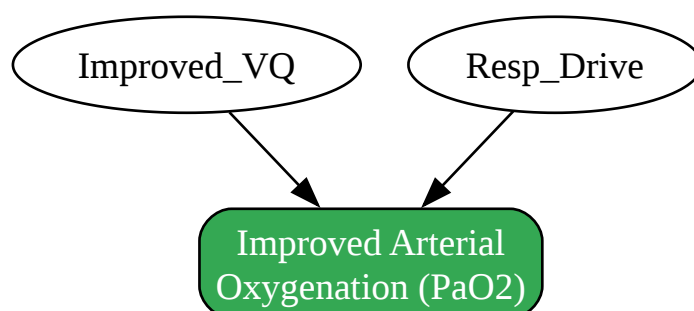 Improved_VQ
Resp_Drive
Improved Arterial
Oxygenation (PaO2)